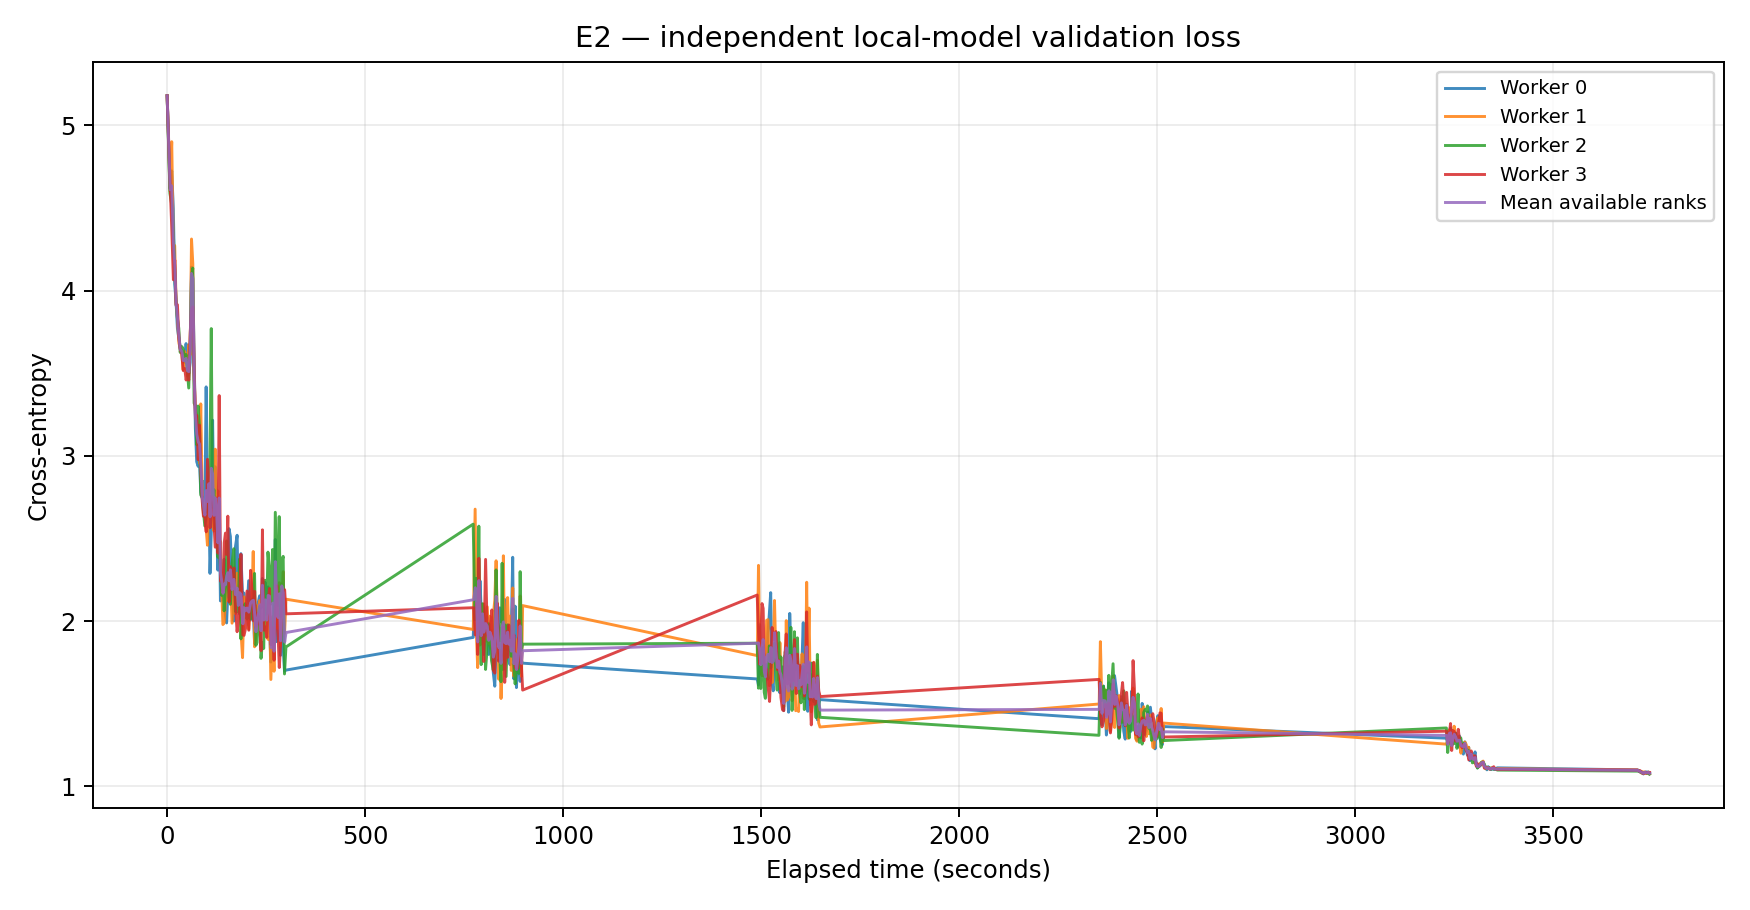 E2 — independent local-model validation loss
Worker 0
Worker 1
Worker 2
Worker 3
Mean available ranks
Cross-entropy
5
4
3
2
1
0
500
1000
1500
2000
2500
3000
3500
Elapsed time (seconds)